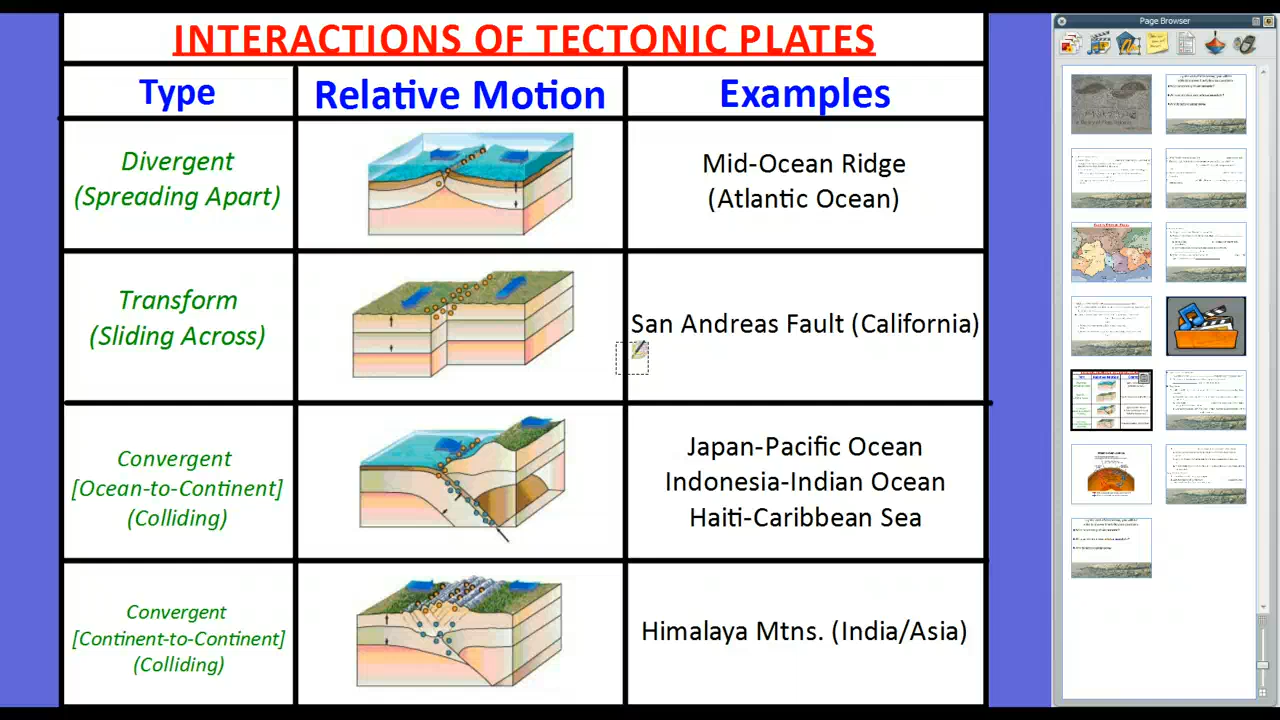 INTERACTIONS OF TECTONIC PLATES
Type
Relative Motion
Examples
Divergent
(Spreading Apart)
Mid-Ocean Ridge
(Atlantic Ocean)
Transform
(Sliding Across)
San Andreas Fault (California)
Convergent
[Ocean-to-Continent]
(Colliding)
Japan-Pacific Ocean
Indonesia-Indian Ocean
Haiti-Caribbean Sea
Convergent
[Continent-to-Continent]
(Colliding)
Himalaya Mtns. (India/Asia)
Page Browser